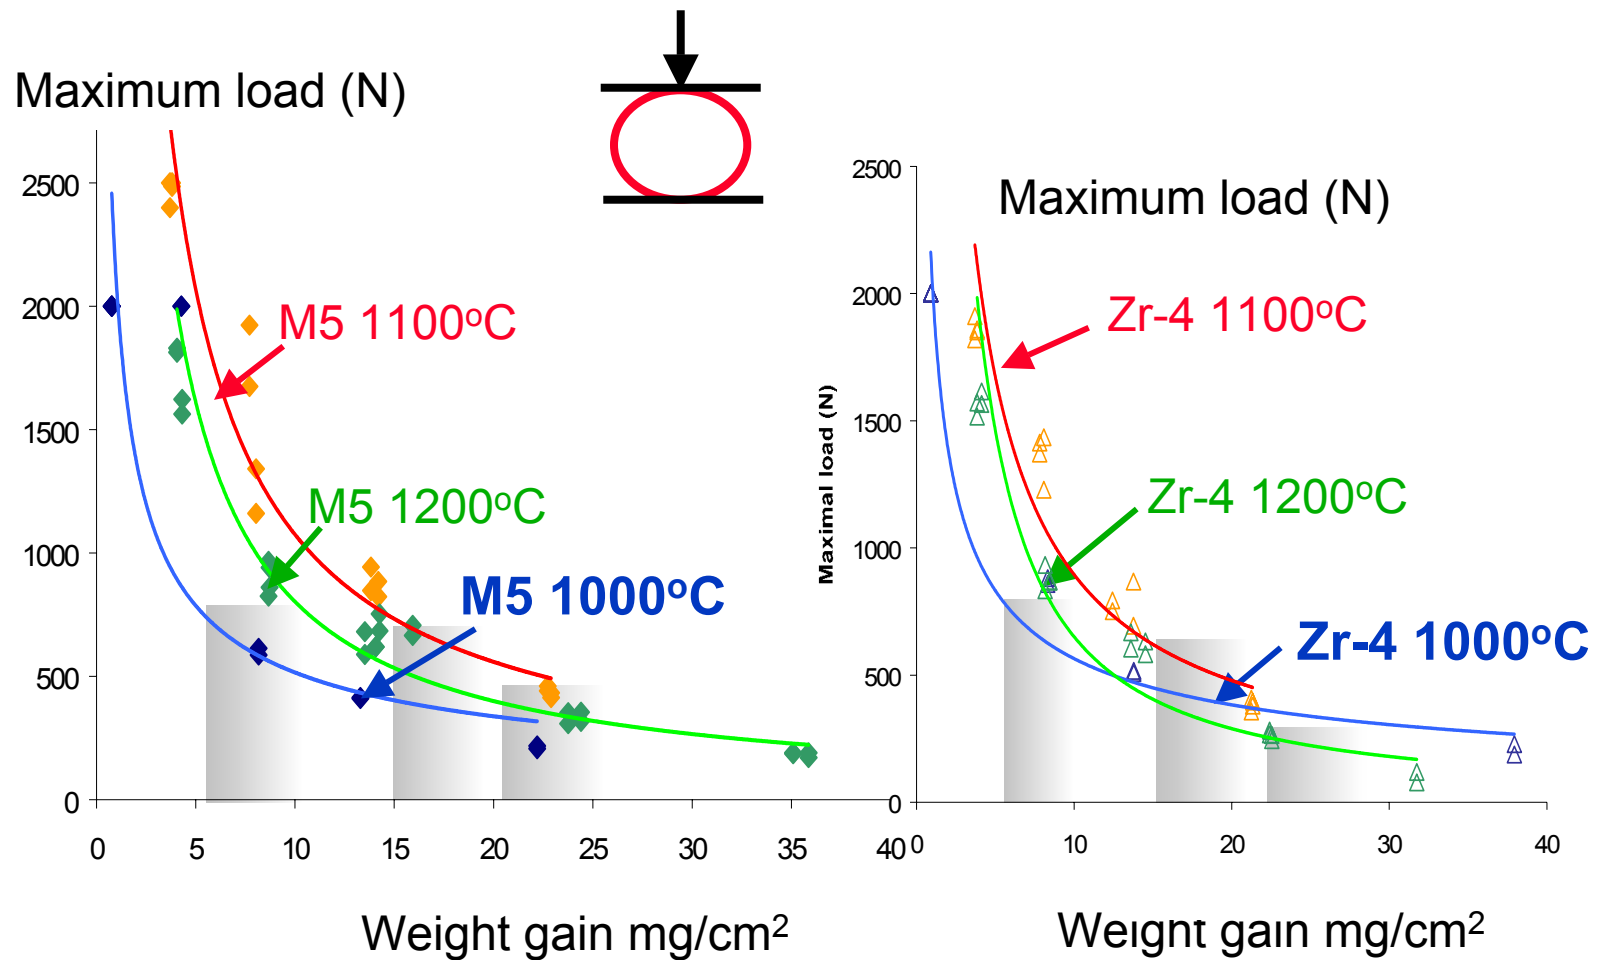 Maximum load (N)
2500
2000
1500
1000
500
0
M5 1100°C
M5 1200°C
M5 1000°C
0 5 10 15 20 25 30 35 40
Weight gain mg/cm²
Maximum load (N)
Maximal load (N)
2500
2000
1500
1000
500
0
Zr-4 1100°C
Zr-4 1200°C
Zr-4 1000°C
0 10 20 30 40
Weight gain mg/cm²